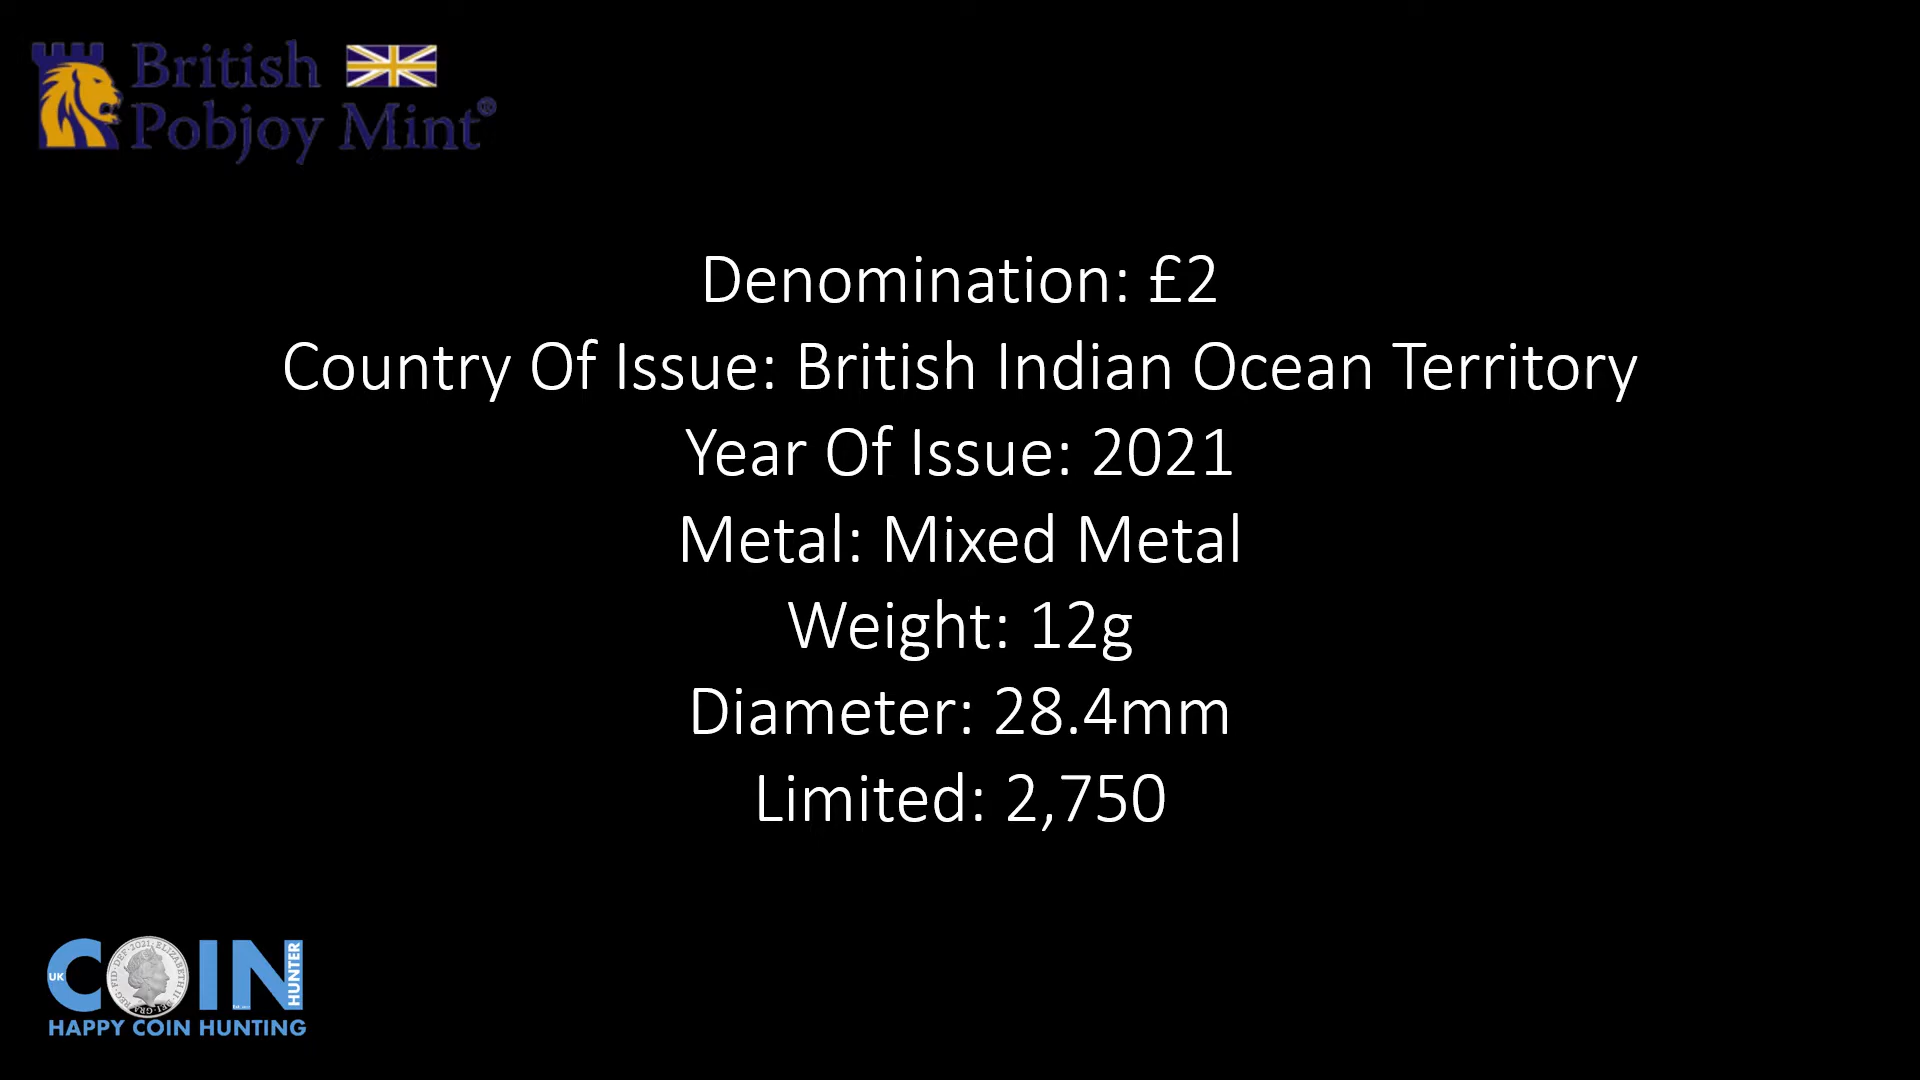 British
Pobjoy Mint®
Denomination: £2
Country Of Issue: British Indian Ocean Territory
Year Of Issue: 2021
Metal: Mixed Metal
Weight: 12g
Diameter: 28.4mm
Limited: 2,750
UK COIN HUNTER
HAPPY COIN HUNTING